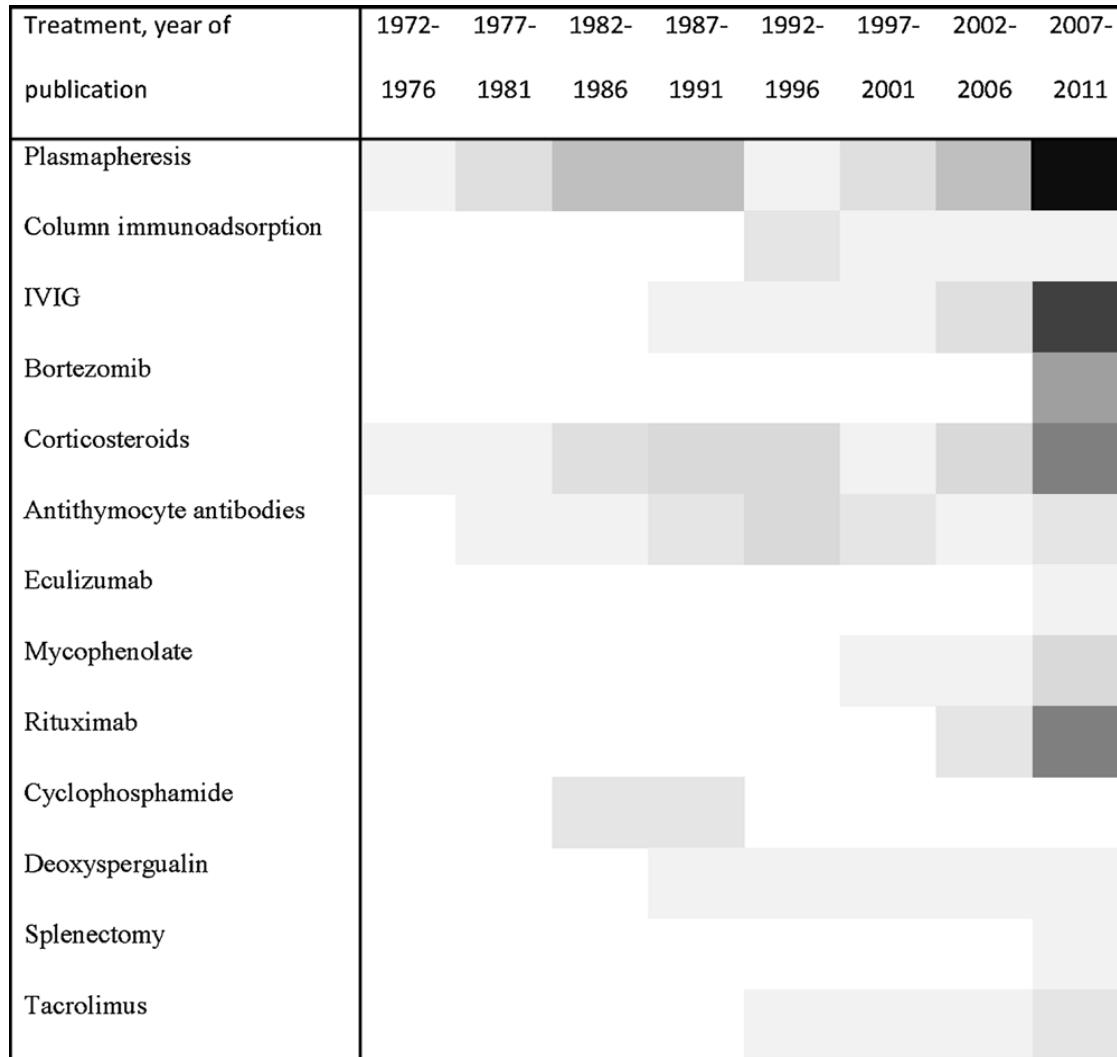 Treatment, year of publication 1972-1976 1977-1981 1982-1986 1987-1991 1992-1996 1997-2001 2002-2006 2007-2011
Plasmapheresis
Column immunoadsorption
IVIG
Bortezomib
Corticosteroids
Antithymocyte antibodies
Eculizumab
Mycophenolate
Rituximab
Cyclophosphamide
Deoxyspergualin
Splenectomy
Tacrolimus